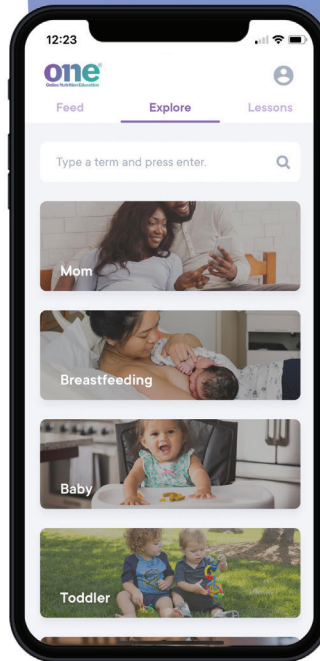 12:23
one
Online Nutrition Education
Feed Explore Lessons
Type a term and press enter.
Mom
Breastfeeding
Baby
Toddler